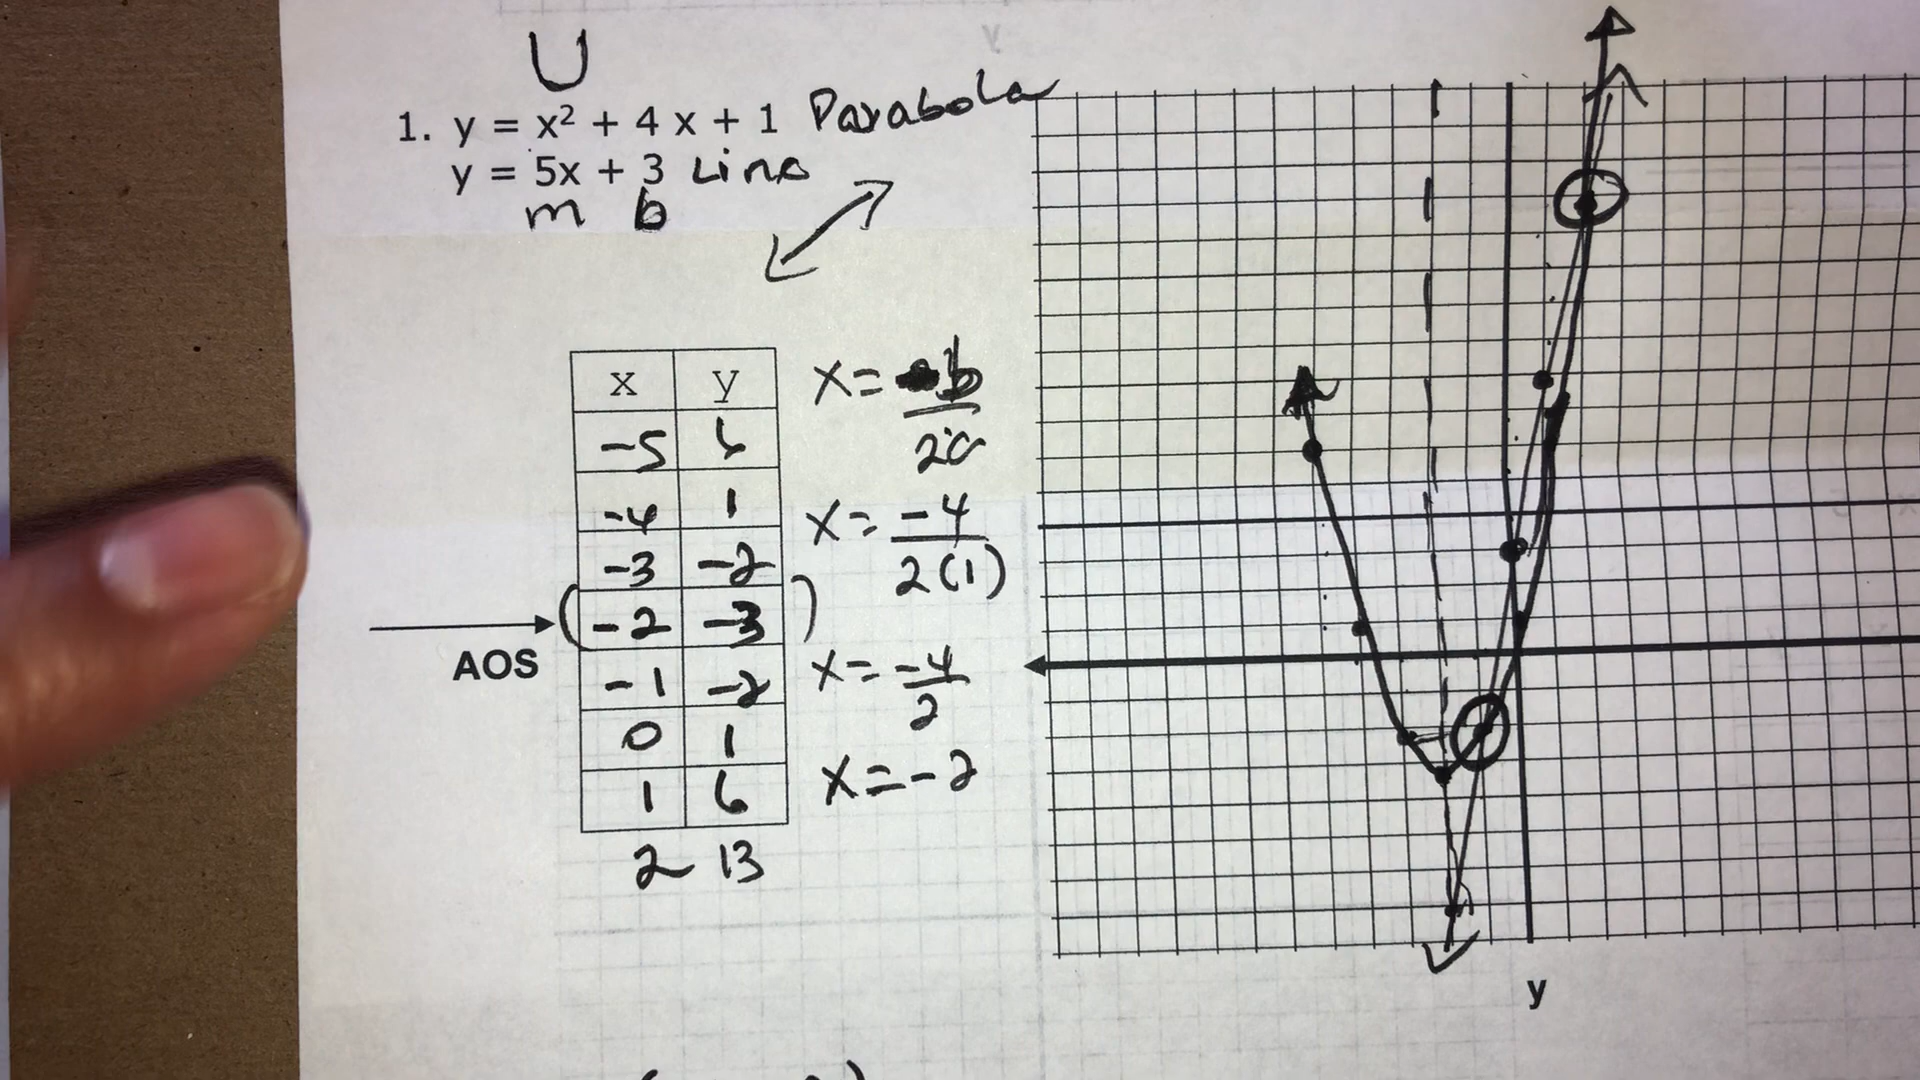 U
1. y = x² + 4 x + 1 Parabola
y = 5x + 3 Line
m b
x y
-5 6
-4 1
-3 -2
AOS (-2 -3)
-1 -2
0 1
1 6
2 13
x = -b
2a
x = -4
2(1)
x = -4
2
x = -2
y